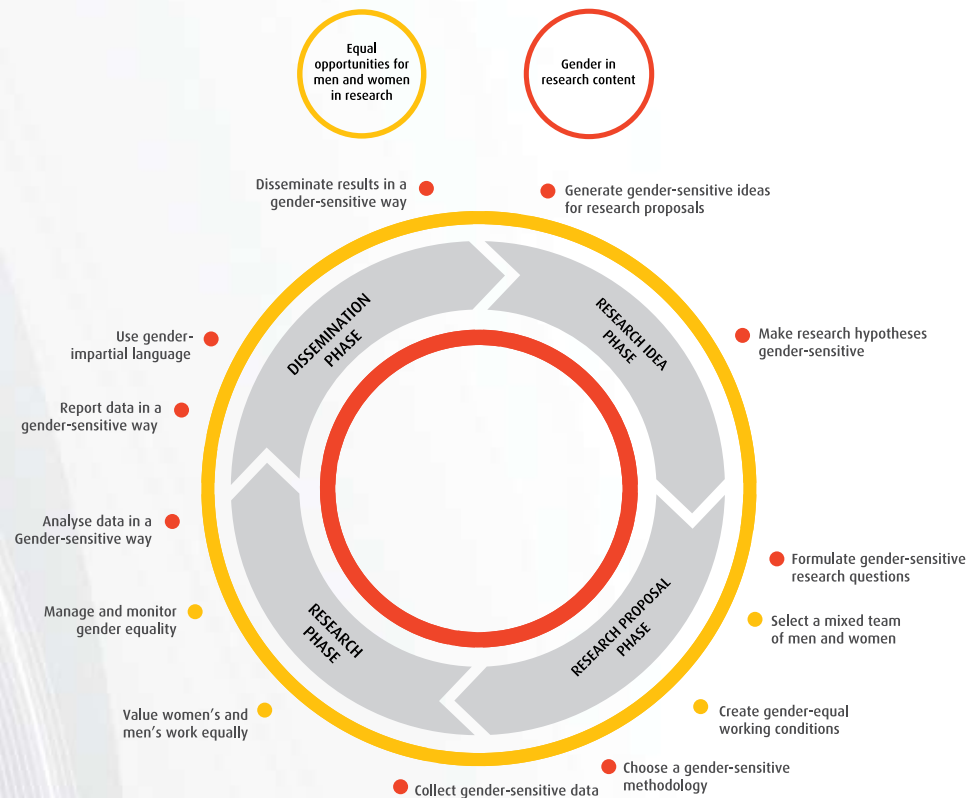 Equal
opportunities for
men and women
in research
Gender in
research content
Disseminate results in a
gender-sensitive way
Generate gender-sensitive ideas
for research proposals
Use gender-
impartial language
DISSEMINATION
PHASE
RESEARCH IDEA
PHASE
Make research hypotheses
gender-sensitive
Report data in a
gender-sensitive way
Analyse data in a
Gender-sensitive way
Formulate gender-sensitive
research questions
Manage and monitor
gender equality
RESEARCH
PHASE
RESEARCH PROPOSAL
PHASE
Select a mixed team
of men and women
Value women's and
men's work equally
Create gender-equal
working conditions
Collect gender-sensitive data
Choose a gender-sensitive
methodology